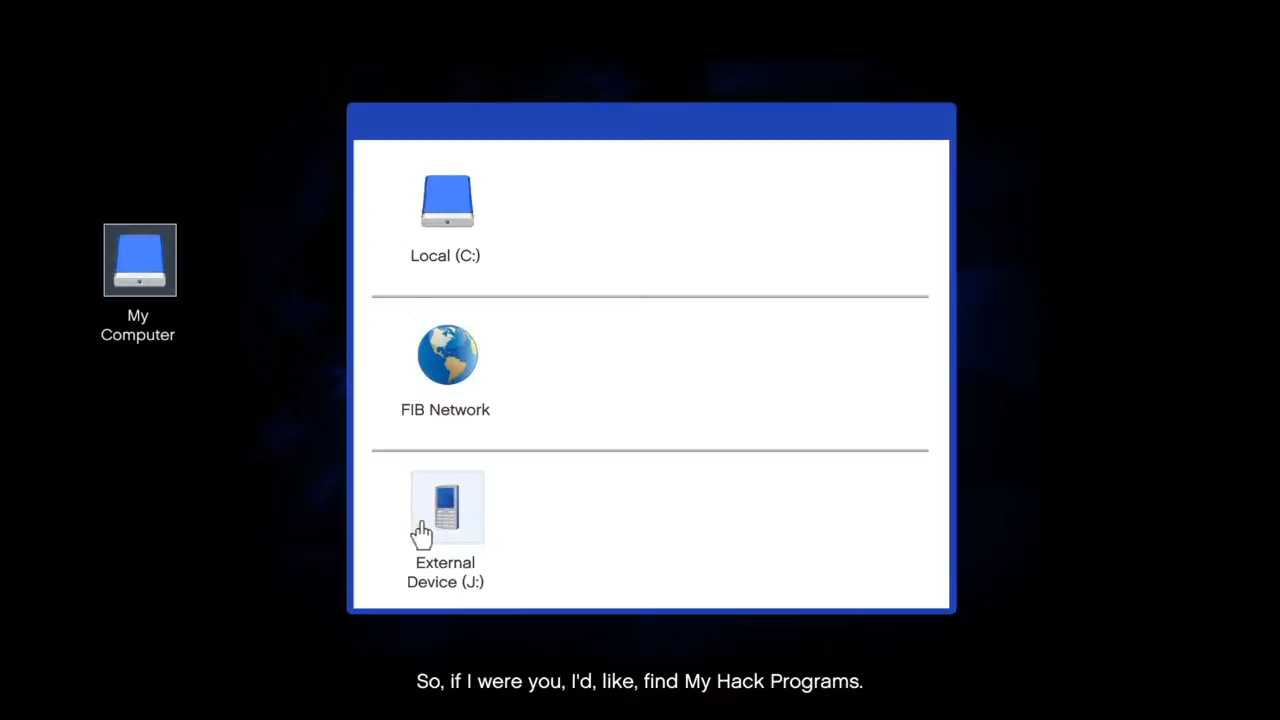 Local (C:)
My
Computer
FIB Network
External
Device (J:)
So, if I were you, I'd, like, find My Hack Programs.